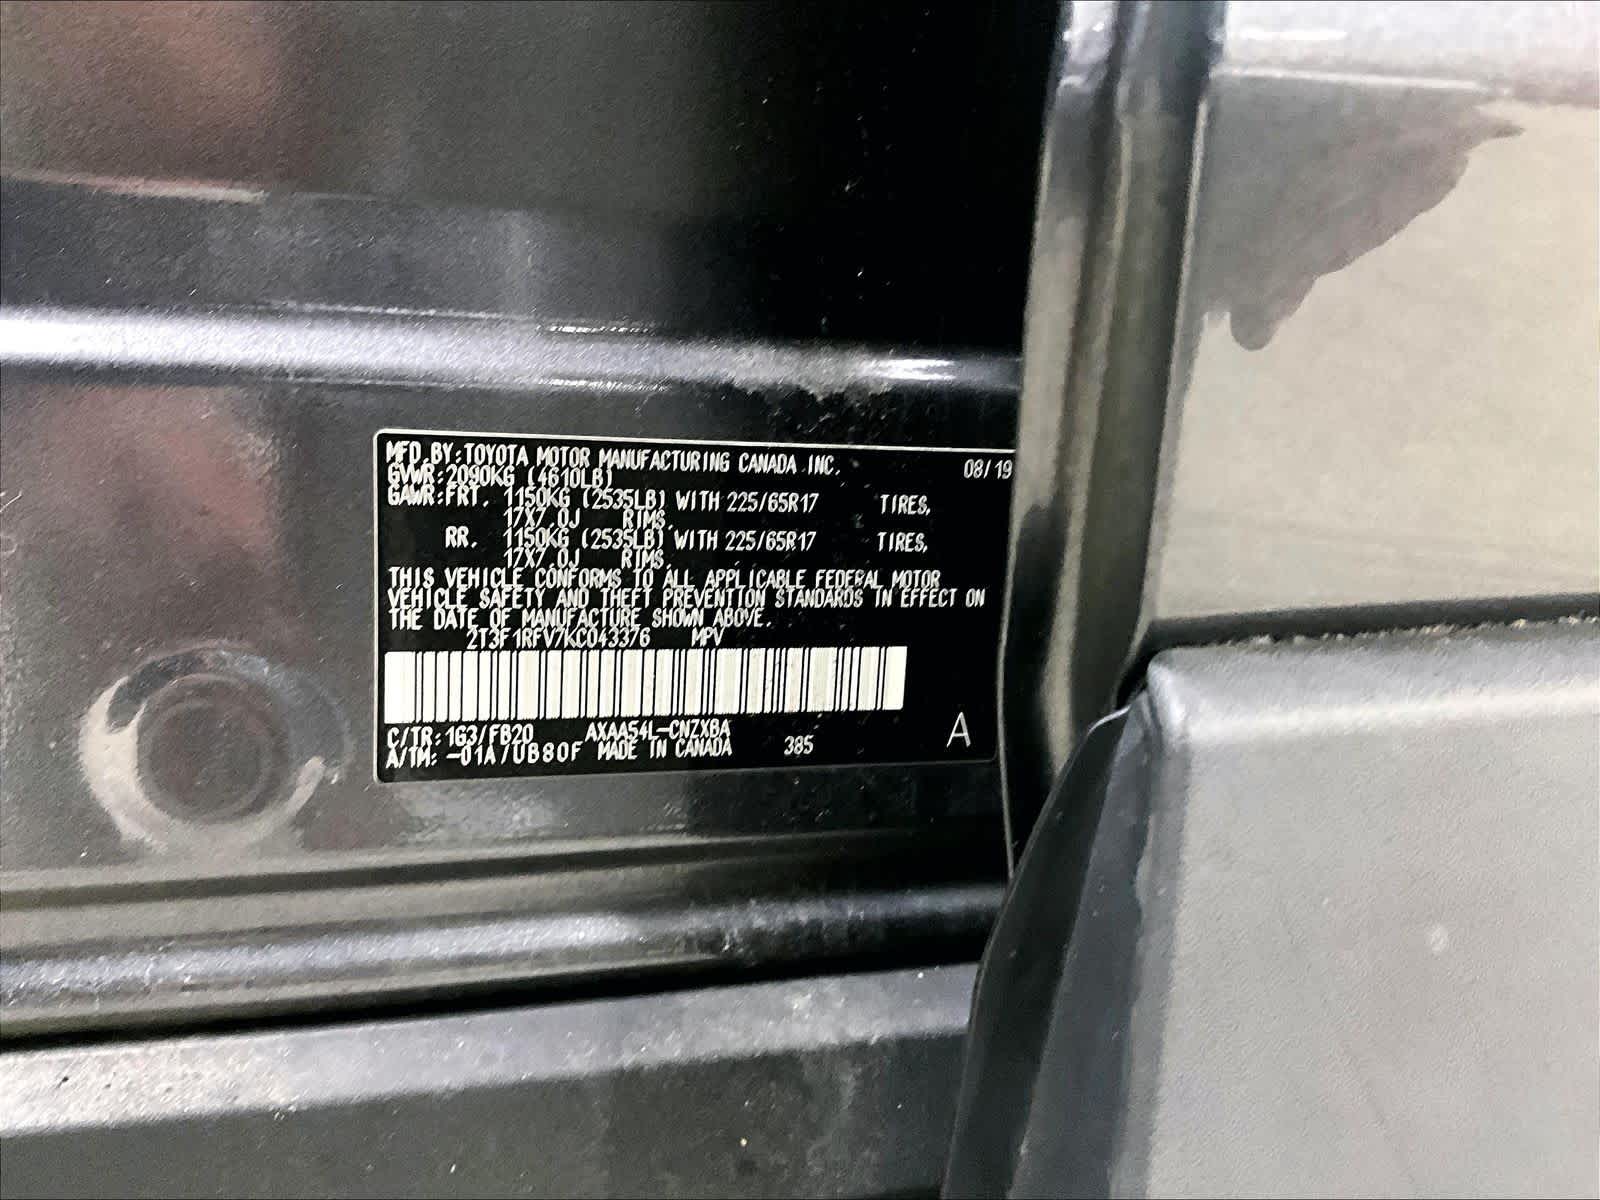 MFD. BY: TOYOTA MOTOR MANUFACTURING CANADA INC. 08/19
GVWR: 2090KG (4610LB)
GAWR: FRT. 1150KG (2535LB) WITH 225/65R17 TIRES,
17X7.0J RIMS,
RR. 1150KG (2535LB) WITH 225/65R17 TIRES,
17X7.0J RIMS.
THIS VEHICLE CONFORMS TO ALL APPLICABLE FEDERAL MOTOR
VEHICLE SAFETY AND THEFT PREVENTION STANDARDS IN EFFECT ON
THE DATE OF MANUFACTURE SHOWN ABOVE.
2T3F1RFV7KC043376 MPV
C/TR: 1G3/FB20 AXAA54L-CNZXBA
A/TM: -01A/UB80F MADE IN CANADA 385 A